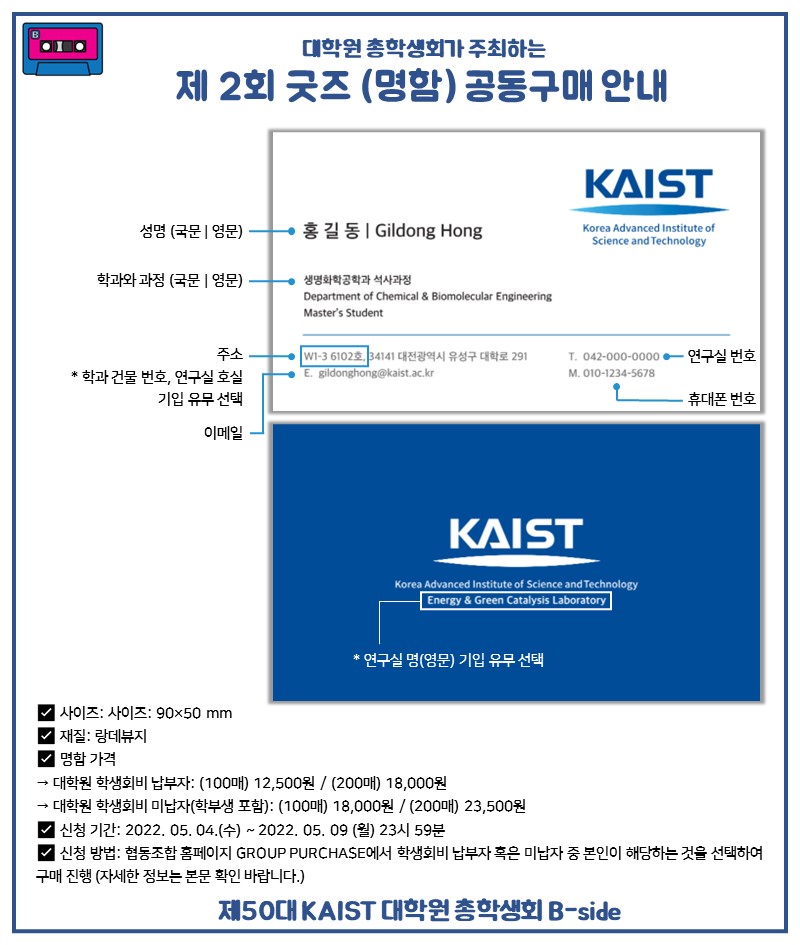 B
대학원 총학생회가 주최하는
제 2회 굿즈 (명함) 공동구매 안내
KAIST
Korea Advanced Institute of
Science and Technology
성명 (국문 | 영문)
홍 길 동 | Gildong Hong
학과와 과정 (국문 | 영문)
생명화학공학과 석사과정
Department of Chemical & Biomolecular Engineering
Master's Student
주소
W1-3 6102호, 34141 대전광역시 유성구 대학로 291
T. 042-000-0000
연구실 번호
* 학과 건물 번호, 연구실 호실
기입 유무 선택
E. gildonghong@kaist.ac.kr
M. 010-1234-5678
휴대폰 번호
이메일
KAIST
Korea Advanced Institute of Science and Technology
Energy & Green Catalysis Laboratory
* 연구실 명(영문) 기입 유무 선택
사이즈: 사이즈: 90×50 mm
재질: 랑데뷰지
명함 가격
→ 대학원 학생회비 납부자: (100매) 12,500원 / (200매) 18,000원
→ 대학원 학생회비 미납자(학부생 포함): (100매) 18,000원 / (200매) 23,500원
신청 기간: 2022. 05. 04.(수) ~ 2022. 05. 09 (월) 23시 59분
신청 방법: 협동조합 홈페이지 GROUP PURCHASE에서 학생회비 납부자 혹은 미납자 중 본인이 해당하는 것을 선택하여
구매 진행 (자세한 정보는 본문 확인 바랍니다.)
제50대 KAIST 대학원 총학생회 B-side